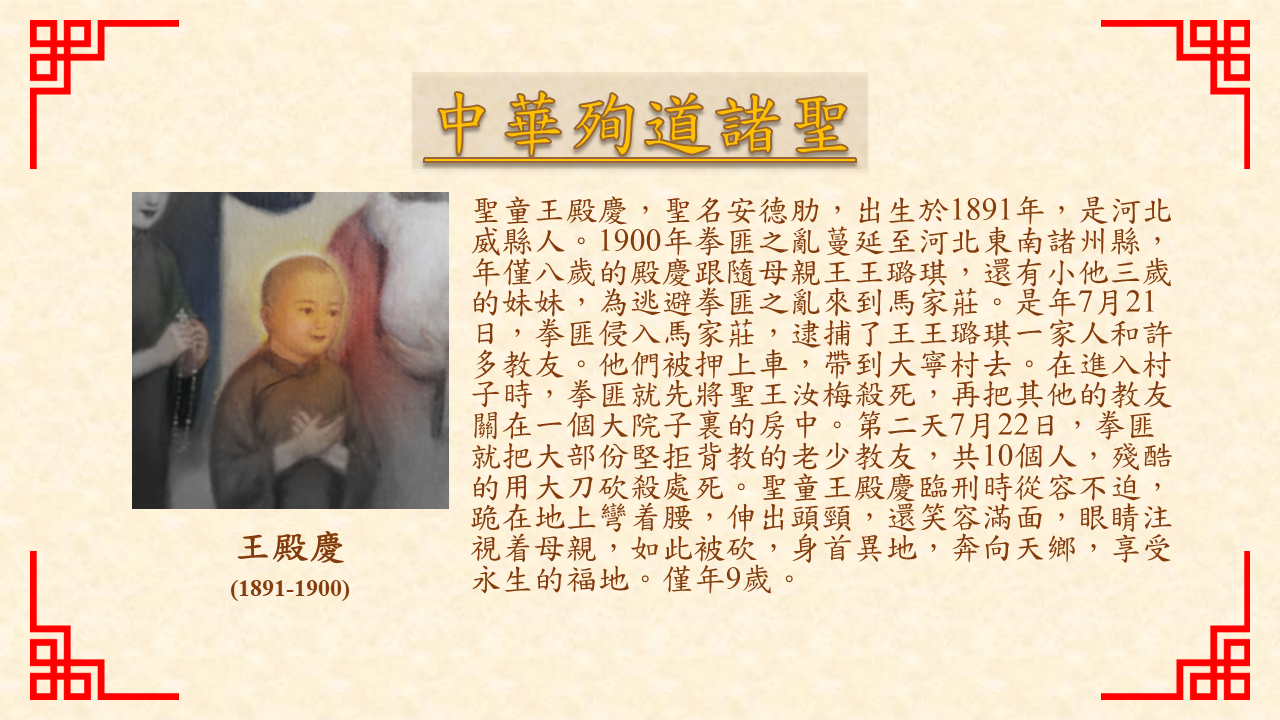 中華殉道諸聖
聖童王殿慶，聖名安德肋，出生於1891年，是河北
威縣人。1900年拳匪之亂蔓延至河北東南諸州縣，
年僅八歲的殿慶跟隨母親王王璐琪，還有小他三歲
的妹妹，為逃避拳匪之亂來到馬家莊。是年7月21
日，拳匪侵入馬家莊，逮捕了王王璐琪一家人和許
多教友。他們被押上車，帶到大寧村去。在進入村
子時，拳匪就先將聖王汝梅殺死，再把其他的教友
關在一個大院子裏的房中。第二天7月22日，拳匪
就把大部份堅拒背教的老少教友，共10個人，殘酷
的用大刀砍殺處死。聖童王殿慶臨刑時從容不迫，
跪在地上彎着腰，伸出頭頸，還笑容滿面，眼睛注
視着母親，如此被砍，身首異地，奔向天鄉，享受
永生的福地。僅年9歲。
王殿慶
(1891-1900)